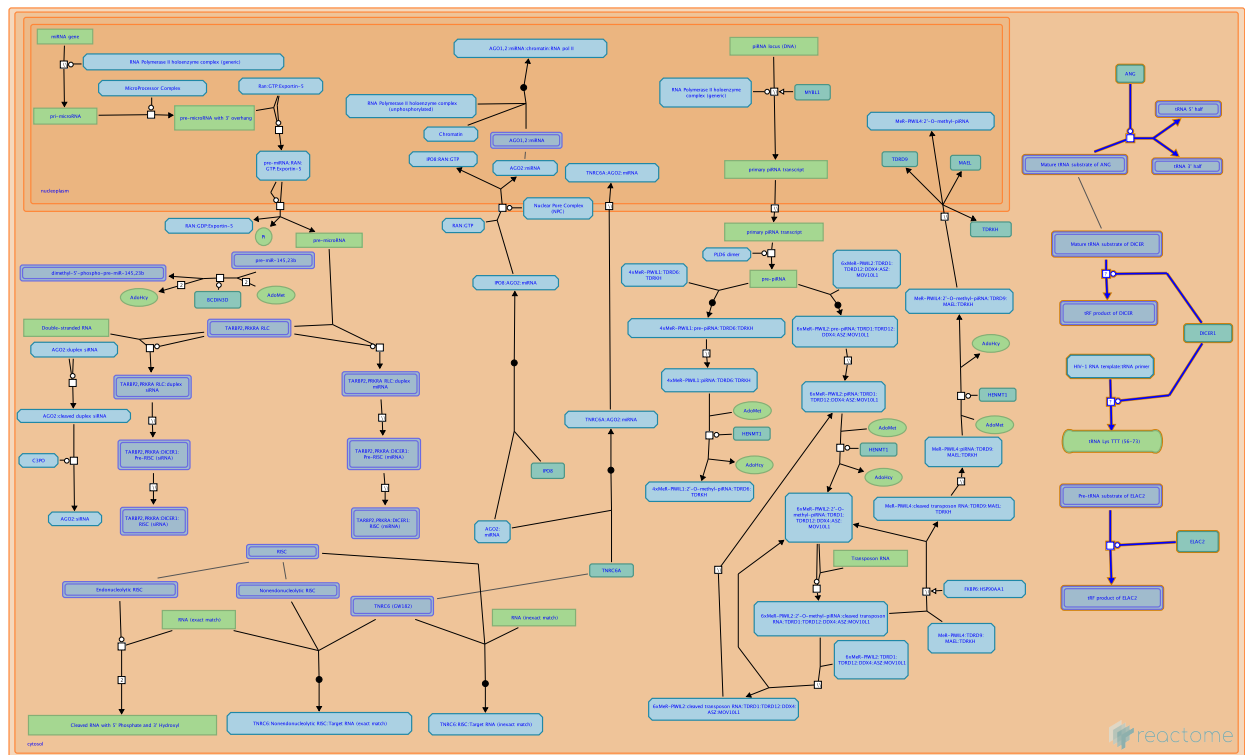 miRNA gene
RNA Polymerase II holoenzyme complex (generic)
MicroProcessor Complex
pri-microRNA
pre-microRNA with 3' overhang
Ran:GTP:Exportin-5
pre-miRNA:RAN:
GTP:Exportin-5
nucleoplasm
AGO1,2:miRNA:chromatin:RNA pol II
RNA Polymerase II holoenzyme complex
(unphosphorylated)
Chromatin
AGO1,2:miRNA
IPO8:RAN:GTP
AGO2:miRNA
TNRC6A:AGO2:miRNA
Nuclear Pore Complex
(NPC)
piRNA locus (DNA)
RNA Polymerase II holoenzyme
complex (generic)
MYBL1
primary piRNA transcript
MeR-PIWIL4:2'-O-methyl-piRNA
TDRD9
MAEL
TDRKH
ANG
tRNA 5' half
tRNA 3' half
Mature tRNA substrate of ANG
RAN:GDP:Exportin-5
Pi
pre-microRNA
RAN:GTP
primary piRNA transcript
PLD6 dimer
pre-piRNA
pre-miR-145,23b
dimethyl-5'-phospho-pre-miR-145,23b
AdoHcy
BCDIN3D
AdoMet
2
2
IPO8:AGO2:miRNA
4xMeR-PIWIL1:TDRD6:
TDRKH
6xMeR-PIWIL2:TDRD1:
TDRD12:DDX4:ASZ:
MOV10L1
Mature tRNA substrate of DICER
tRF product of DICER
DICER1
HIV-1 RNA template:tRNA primer
tRNA Lys TTT (56-73)
Double-stranded RNA
TARBP2,PRKRA RLC
AGO2:duplex siRNA
TARBP2,PRKRA RLC:duplex
siRNA
TARBP2,PRKRA RLC:duplex
miRNA
4xMeR-PIWIL1:pre-piRNA:TDRD6:TDRKH
6xMeR-PIWIL2:pre-piRNA:TDRD1:TDRD12:
DDX4:ASZ:MOV10L1
MeR-PIWIL4:2'-O-methyl-piRNA:TDRD9:
MAEL:TDRKH
AdoHcy
HENMT1
AdoMet
4xMeR-PIWIL1:piRNA:TDRD6:TDRKH
6xMeR-PIWIL2:piRNA:TDRD1:
TDRD12:DDX4:ASZ:MOV10L1
AGO2:cleaved duplex siRNA
TARBP2,PRKRA:DICER1:
Pre-RISC (siRNA)
TARBP2,PRKRA:DICER1:
Pre-RISC (miRNA)
TNRC6A:AGO2:miRNA
AdoMet
HENMT1
AdoHcy
AdoMet
HENMT1
AdoHcy
MeR-PIWIL4:piRNA:TDRD9:
MAEL:TDRKH
C3PO
IPO8
4xMeR-PIWIL1:2'-O-methyl-piRNA:TDRD6:
TDRKH
AGO2:siRNA
TARBP2,PRKRA:DICER1:
RISC (siRNA)
TARBP2,PRKRA:DICER1:
RISC (miRNA)
AGO2:
miRNA
6xMeR-PIWIL2:2'-O-
methyl-piRNA:TDRD1:
TDRD12:DDX4:ASZ:
MOV10L1
MeR-PIWIL4:cleaved transposon RNA:TDRD9:MAEL:
TDRKH
Pre-tRNA substrate of ELAC2
ELAC2
tRF product of ELAC2
RISC
Endonucleolytic RISC
Nonendonucleolytic RISC
TNRC6 (GW182)
TNRC6A
Transposon RNA
FKBP6:HSP90AA1
RNA (exact match)
RNA (inexact match)
6xMeR-PIWIL2:2'-O-methyl-piRNA:cleaved transposon
RNA:TDRD1:TDRD12:DDX4:ASZ:MOV10L1
MeR-PIWIL4:TDRD9:
MAEL:TDRKH
6xMeR-PIWIL2:TDRD1:
TDRD12:DDX4:ASZ:MOV10L1
2
Cleaved RNA with 5' Phosphate and 3' Hydroxyl
TNRC6:Nonendonucleolytic RISC:Target RNA (exact match)
TNRC6:RISC:Target RNA (inexact match)
6xMeR-PIWIL2:cleaved transposon RNA:TDRD1:TDRD12:DDX4:
ASZ:MOV10L1
cytosol
reactome